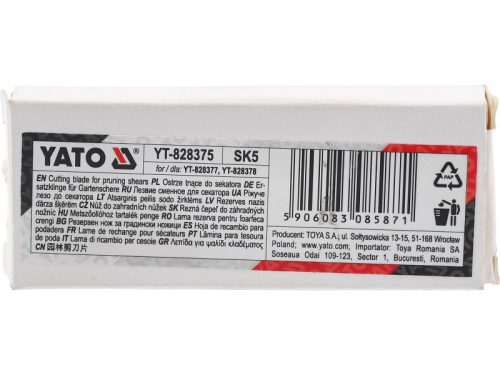 YATO YT-828375 SK5
for / dla: YT-828377, YT-828378
EN Cutting blade for pruning shears PL Ostrze tnące do sekatora DE Er-
satzklinge für Gartenschere RU Лезвие сменное для секатора UA Ріжуче
лезо до секатора LT Atsarginis peilis sodo žirklėms LV Rezerves nazis
dārza šķērēm CZ Nůž do zahradních nůžek SK Rezná čepeľ do záhradných
nožníc HU Metszőollóhoz tartalék penge RO Lama rezerva pentru foarfeca
crengi BG Резервен нож за градински ножици ES Hoja de recambio para
podadera FR Lame de rechange pour sécateurs PT Lâmina para tesoura
de poda IT Lama di ricambio per cesoie GR Λεπίδα για ψαλίδι κλαδέματος
CN 园林剪刀片
5 906083 085871
PAP
Producent: TOYA S.A., ul. Sołtysowicka 13-15, 51-168 Wrocław
Poland; www.yato.com; Importator: Toya Romania SA
Soseaua Odai 109-123, Sector 1, Bucuresti, Romania